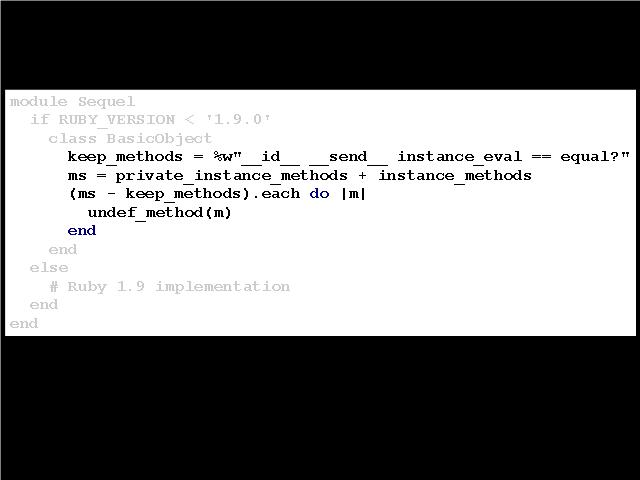 module Sequel
  if RUBY_VERSION < '1.9.0'
    class BasicObject
      keep_methods = %w"__id__ __send__ instance_eval == equal?"
      ms = private_instance_methods + instance_methods
      (ms - keep_methods).each do |m|
        undef_method(m)
      end
    end
  else
    # Ruby 1.9 implementation
  end
end